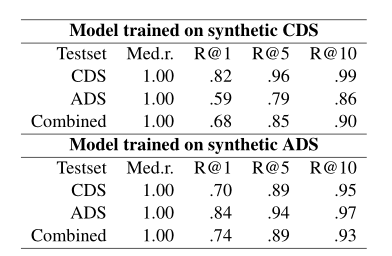 Model trained on synthetic CDS
Testset Med.r. R@1 R@5 R@10
CDS 1.00 .82 .96 .99
ADS 1.00 .59 .79 .86
Combined 1.00 .68 .85 .90
Model trained on synthetic ADS
Testset Med.r. R@1 R@5 R@10
CDS 1.00 .70 .89 .95
ADS 1.00 .84 .94 .97
Combined 1.00 .74 .89 .93